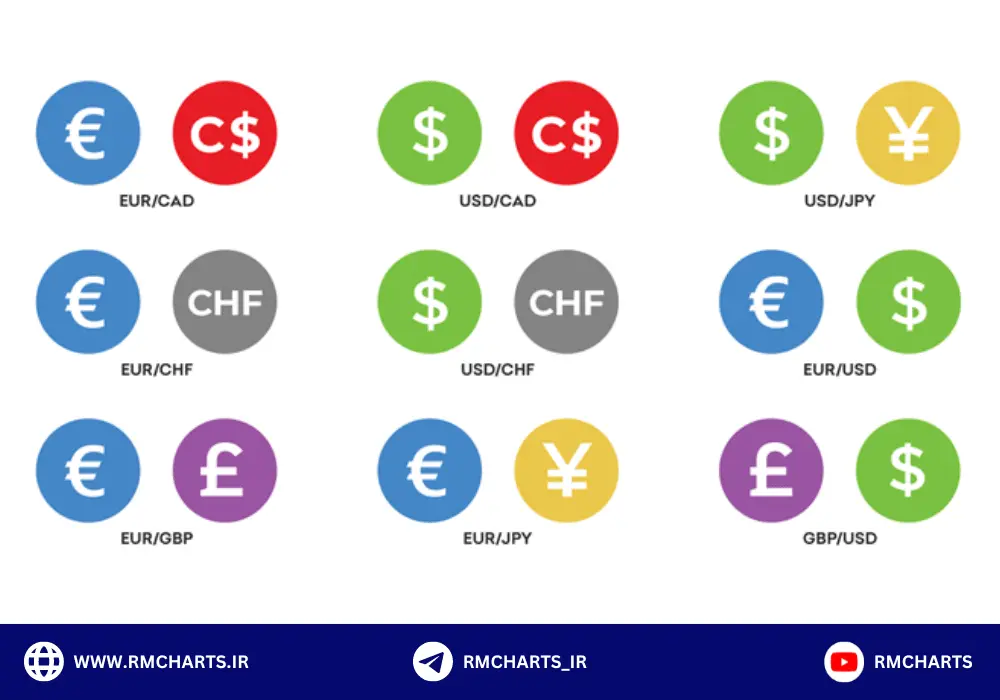 € C$ $ C$ $ ¥
EUR/CAD USD/CAD USD/JPY
€ CHF $ CHF € $
EUR/CHF USD/CHF EUR/USD
€ £ € ¥ £ $
EUR/GBP EUR/JPY GBP/USD
WWW.RMCHARTS.IR RMCHARTS_IR RMCHARTS